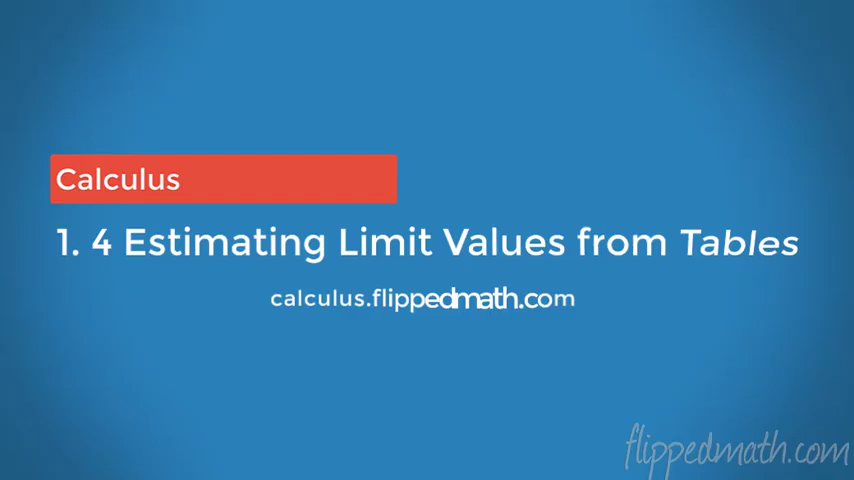 Calculus
1. 4 Estimating Limit Values from Tables
calculus.flippedmath.com
flippedmath.com